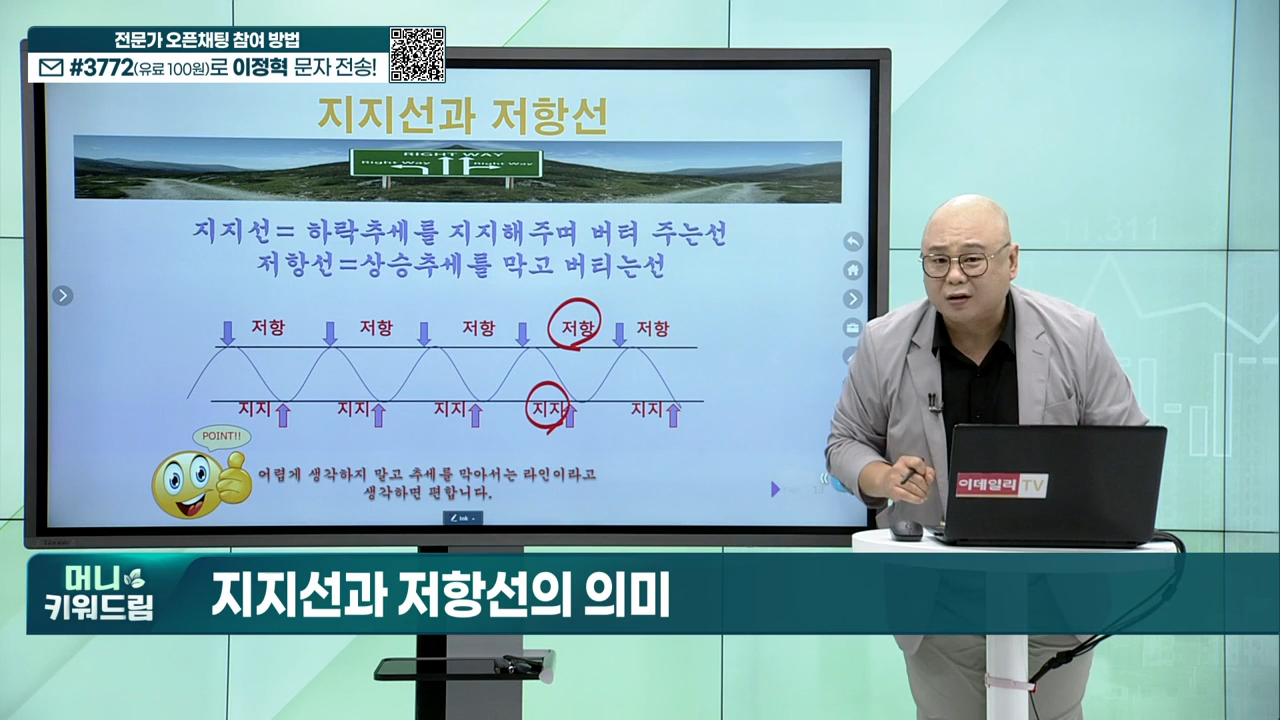 전문가 오픈채팅 참여 방법
#3772(유료 100원)로 이정혁 문자 전송!
지지선과 저항선
RIGHT WAY
Right Way Right Way
지지선= 하락추세를 지지해주며 버텨 주는선
저항선=상승추세를 막고 버티는선
저항 저항 저항 저항 저항
지지 지지 지지 지지 지지
POINT!!
어렵게 생각하지 말고 추세를 막아서는 라인이라고
생각하면 편합니다.
Ink
이데일리TV
11,311
머니
키워드림
지지선과 저항선의 의미